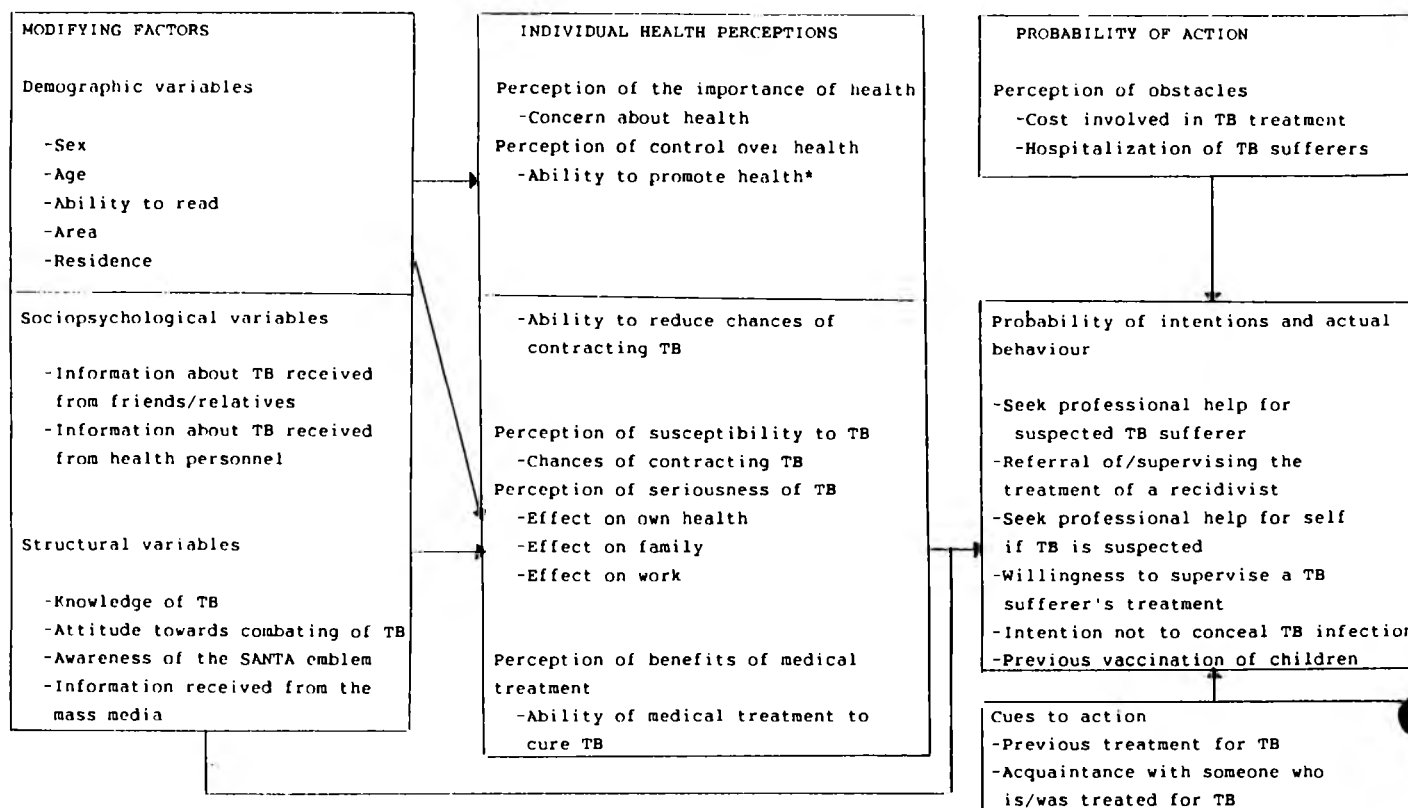 MODIFYING FACTORS
Demographic variables
-Sex
-Age
-Ability to read
-Area
-Residence
Sociopsychological variables
-Information about TB received
from friends/relatives
-Information about TB received
from health personnel
Structural variables
-Knowledge of TB
-Attitude towards combating of TB
-Awareness of the SANTA emblem
-Information received from the
mass media
INDIVIDUAL HEALTH PERCEPTIONS
Perception of the importance of health
-Concern about health
Perception of control over health
-Ability to promote health*
-Ability to reduce chances of
contracting TB
Perception of susceptibility to TB
-Chances of contracting TB
Perception of seriousness of TB
-Effect on own health
-Effect on family
-Effect on work
Perception of benefits of medical
treatment
-Ability of medical treatment to
cure TB
PROBABILITY OF ACTION
Perception of obstacles
-Cost involved in TB treatment
-Hospitalization of TB sufferers
Probability of intentions and actual
behaviour
-Seek professional help for
suspected TB sufferer
-Referral of/supervising the
treatment of a recidivist
-Seek professional help for self
if TB is suspected
-Willingness to supervise a TB
sufferer's treatment
-Intention not to conceal TB infection
-Previous vaccination of children
Cues to action
-Previous treatment for TB
-Acquaintance with someone who
is/was treated for TB